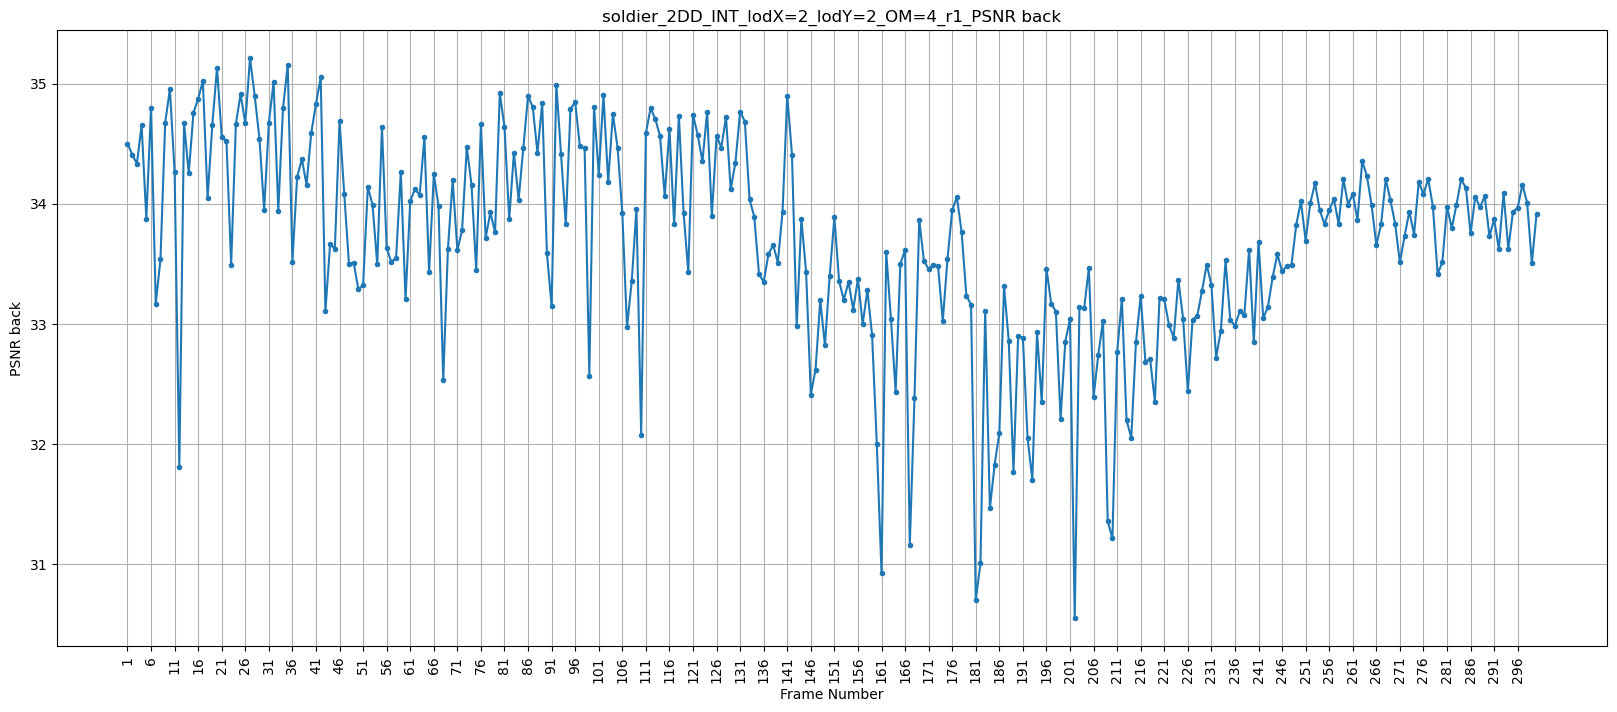 soldier_2DD_INT_lodX=2_lodY=2_OM=4_r1_PSNR back
PSNR back
35
34
33
32
31
1 6 11 16 21 26 31 36 41 46 51 56 61 66 71 76 81 86 91 96 101 106 111 116 121 126 131 136 141 146 151 156 161 166 171 176 181 186 191 196 201 206 211 216 221 226 231 236 241 246 251 256 261 266 271 276 281 286 291 296
Frame Number